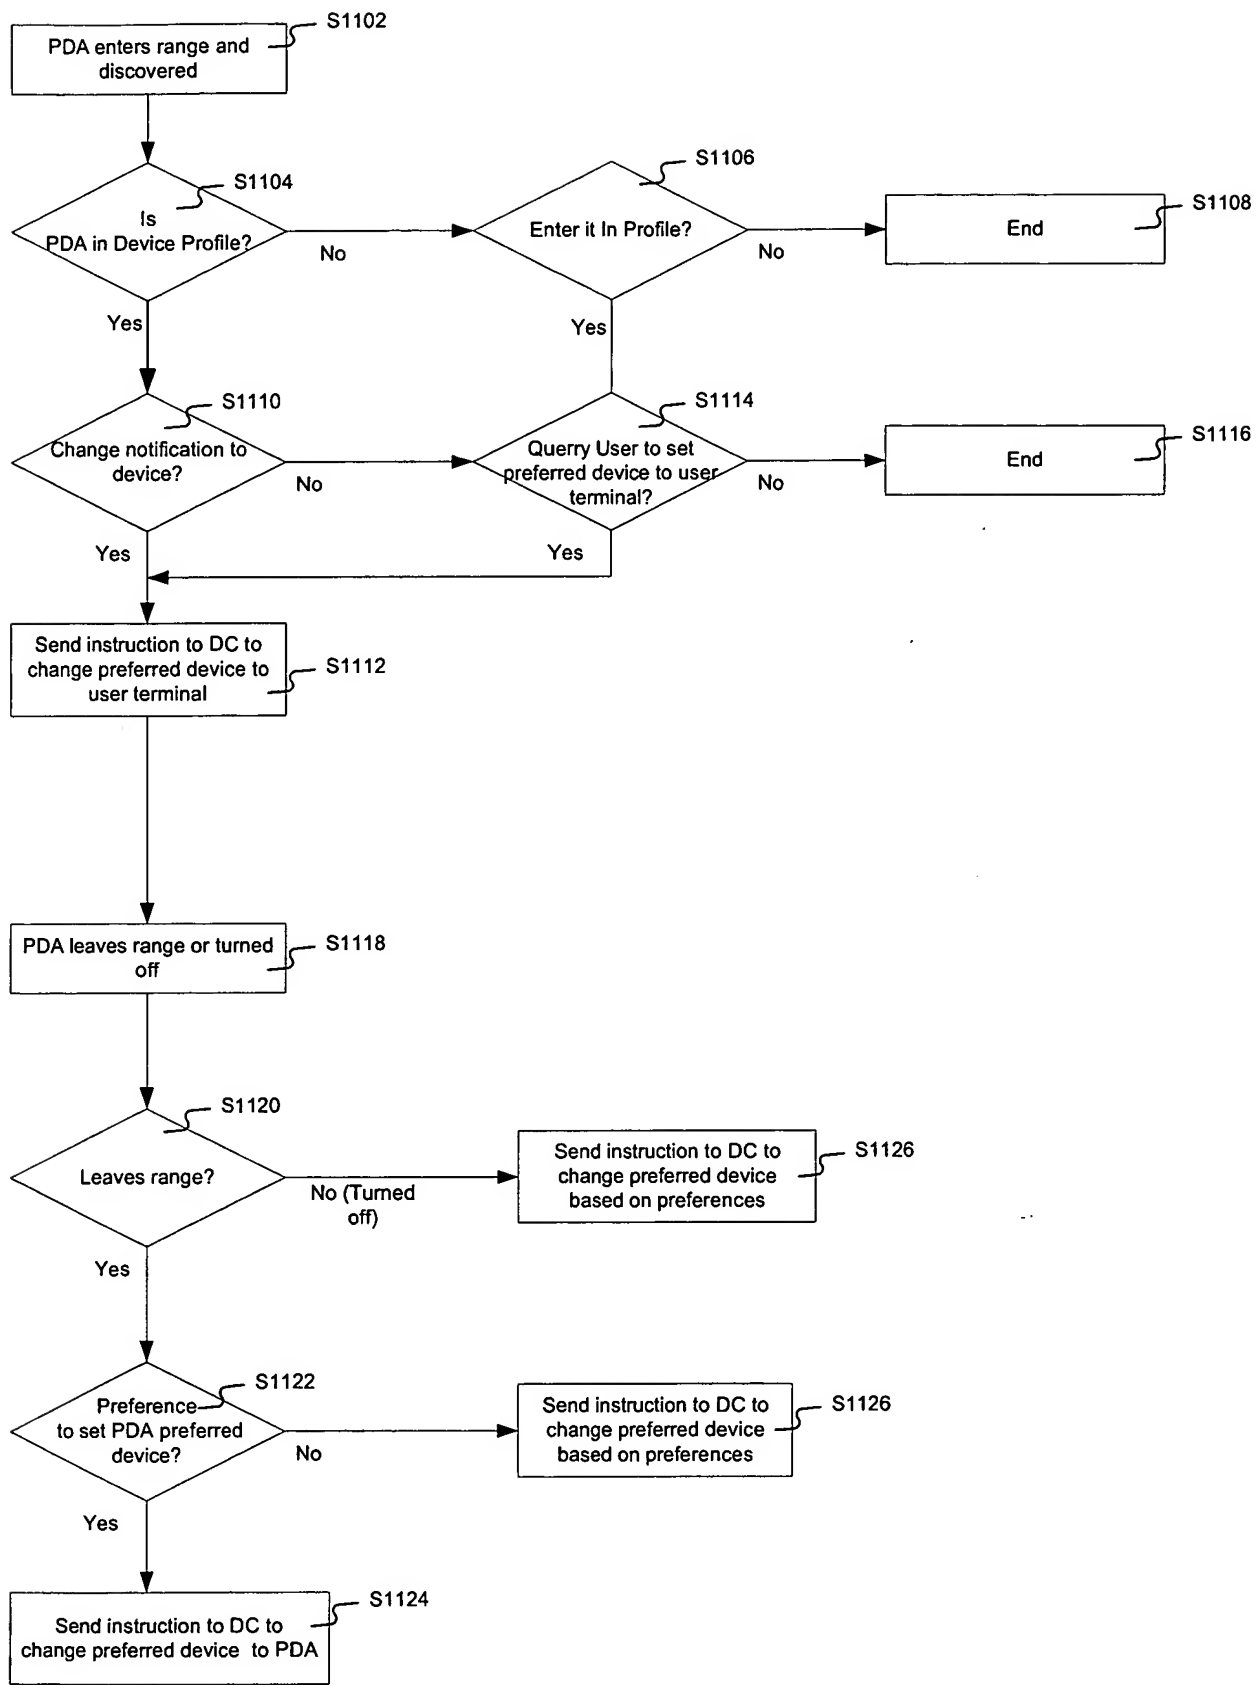 S1102
PDA enters range and
discovered
S1104
Is
PDA in Device Profile?
No
Yes
S1106
Enter it In Profile?
No
Yes
S1108
End
S1110
Change notification to
device?
No
Yes
S1114
Querry User to set
preferred device to user
terminal?
No
Yes
S1116
End
Send instruction to DC to
change preferred device to
user terminal
S1112
PDA leaves range or turned
off
S1118
S1120
Leaves range?
No (Turned
off)
Yes
Send instruction to DC to
change preferred device
based on preferences
S1126
S1122
Preference
to set PDA preferred
device?
No
Yes
Send instruction to DC to
change preferred device
based on preferences
S1126
S1124
Send instruction to DC to
change preferred device to PDA